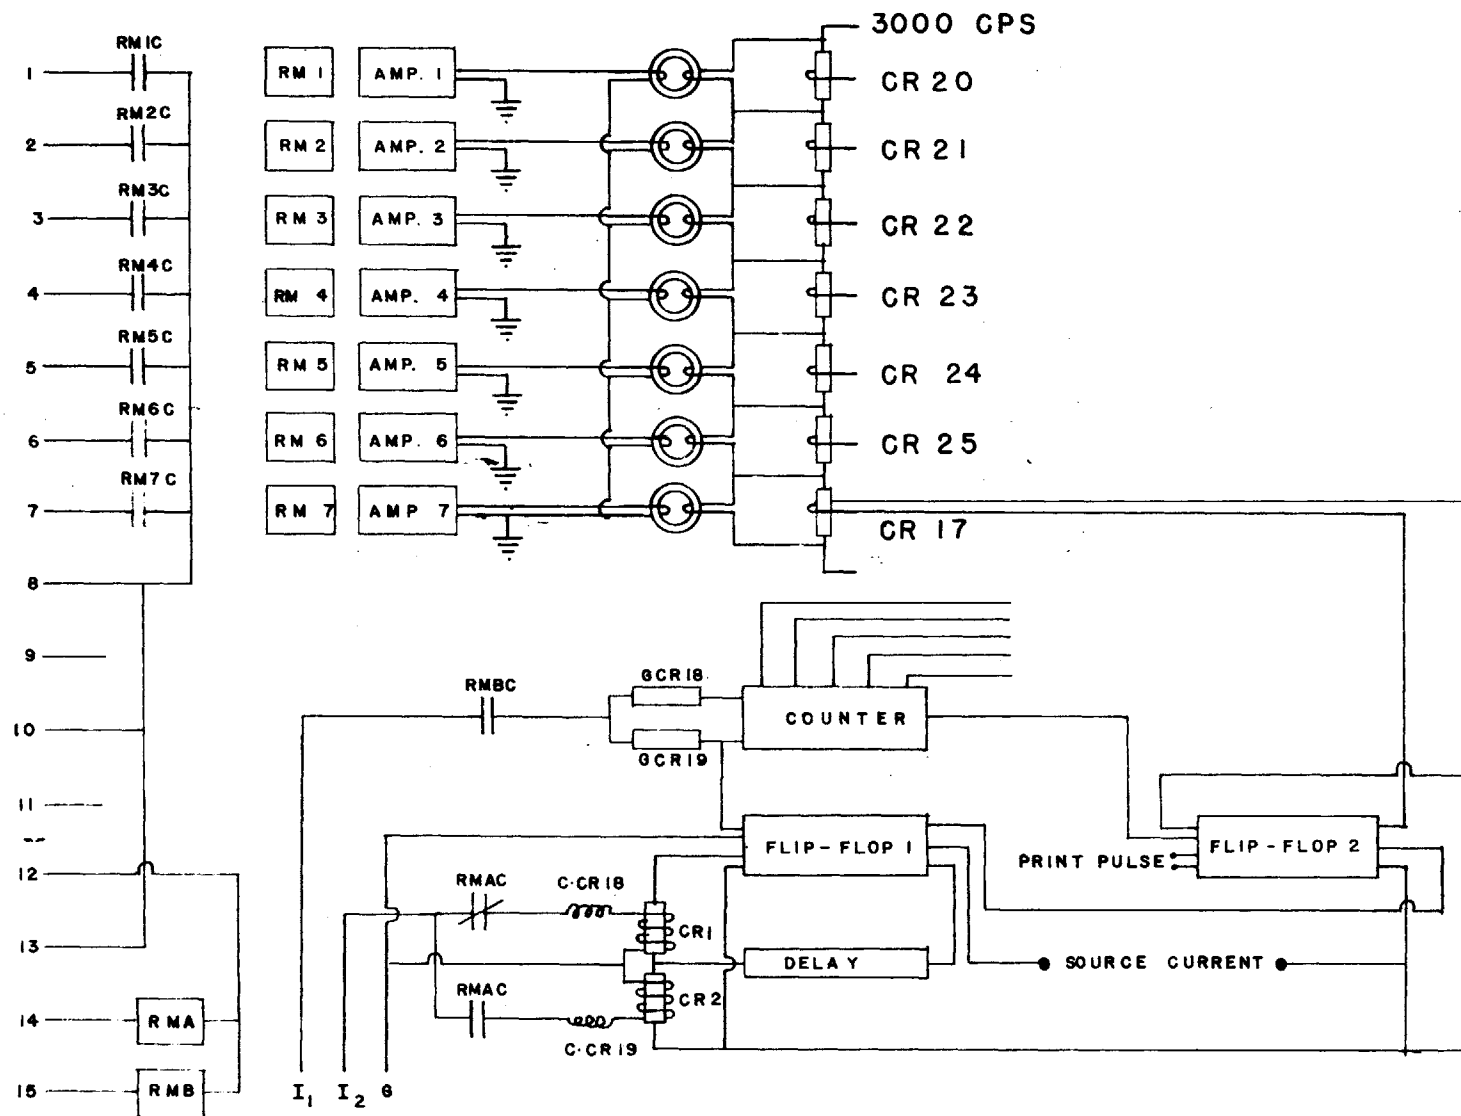 3000 CPS
RM1C
1
RM 1
AMP. 1
CR 20
RM2C
2
RM 2
AMP. 2
CR 21
RM3C
3
RM 3
AMP. 3
CR 22
RM4C
4
RM 4
AMP. 4
CR 23
RM5C
5
RM 5
AMP. 5
CR 24
RM6C
6
RM 6
AMP. 6
CR 25
RM7C
7
RM 7
AMP 7
CR 17
8
9
GCR18
RMBC
10
COUNTER
GCR19
11
FLIP-FLOP 1
FLIP-FLOP 2
PRINT PULSE
12
RMAC
C·CR18
CR1
13
DELAY
SOURCE CURRENT
RMAC
CR2
14
RMA
C·CR19
15
RMB
I1
I2
G